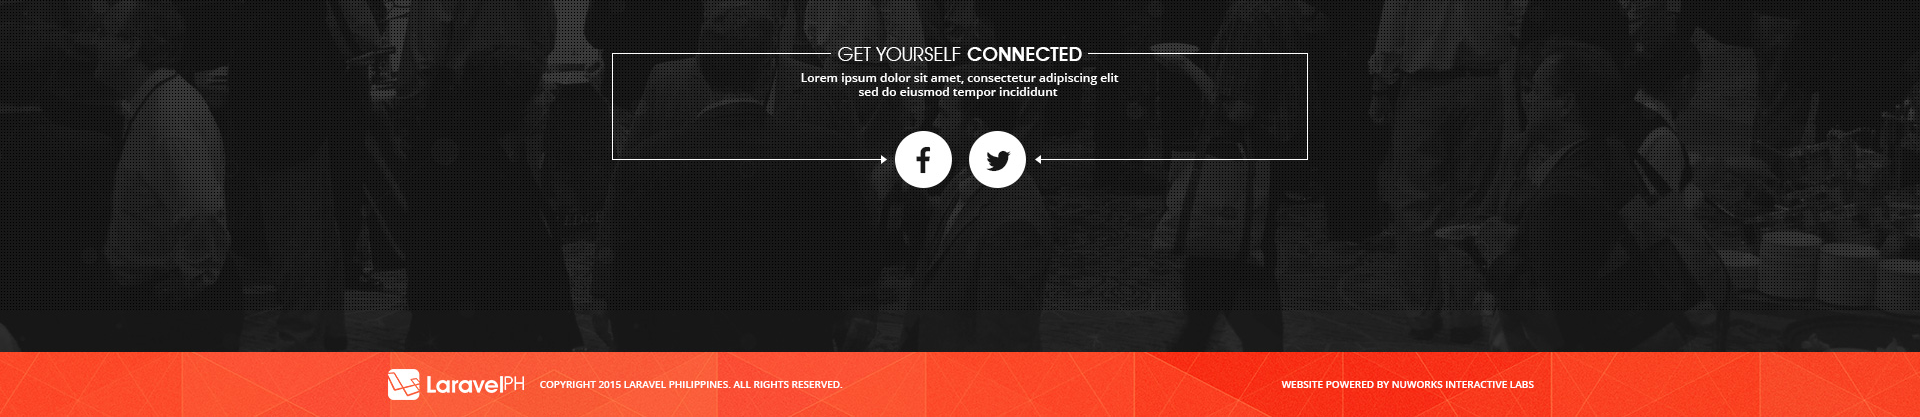 GET YOURSELF CONNECTED
Lorem ipsum dolor sit amet, consectetur adipiscing elit
sed do eiusmod tempor incididunt
LaravelPH
COPYRIGHT 2015 LARAVEL PHILIPPINES. ALL RIGHTS RESERVED.
WEBSITE POWERED BY NUWORKS INTERACTIVE LABS